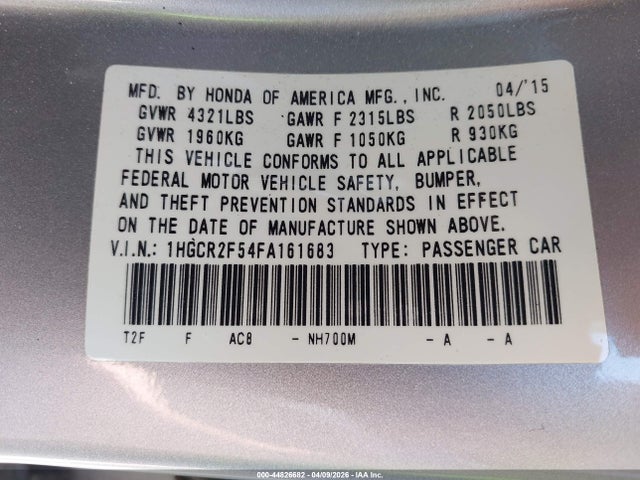 MFD. BY HONDA OF AMERICA MFG., INC. 04/'15
GVWR 4321LBS GAWR F 2315LBS R 2050LBS
GVWR 1960KG GAWR F 1050KG R 930KG
THIS VEHICLE CONFORMS TO ALL APPLICABLE
FEDERAL MOTOR VEHICLE SAFETY, BUMPER,
AND THEFT PREVENTION STANDARDS IN EFFECT
ON THE DATE OF MANUFACTURE SHOWN ABOVE.
V.I.N.: 1HGCR2F54FA161683 TYPE: PASSENGER CAR
T2F F AC8 - NH700M - A - A
000-44826682 - 04/09/2026 - IAA Inc.